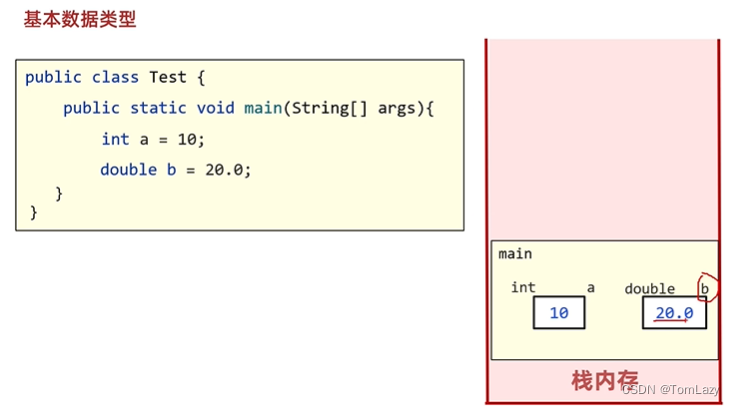 基本数据类型
public class Test {
public static void main(String[] args){
int a = 10;
double b = 20.0;
}
}
main
int a double b
10 20.0
栈内存
CSDN @TomLazy